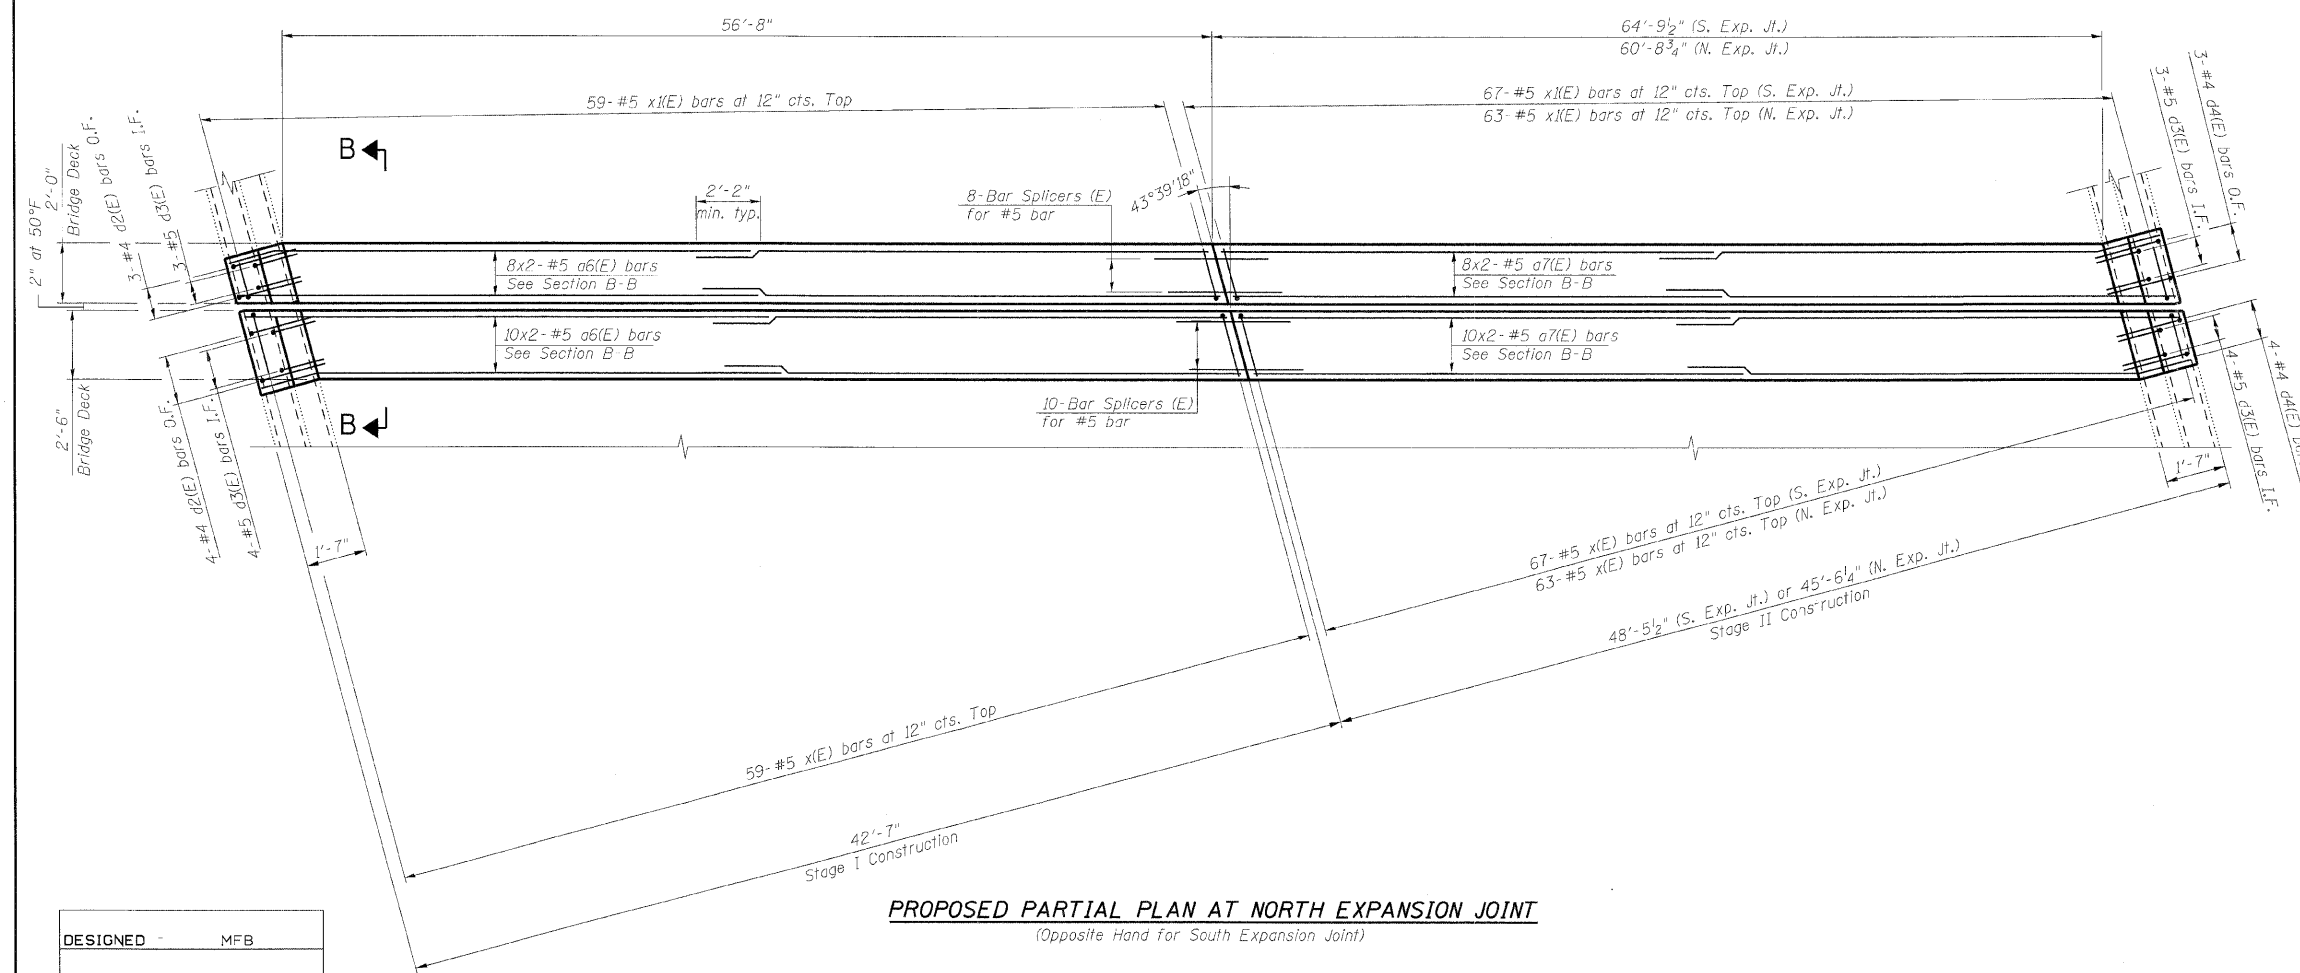 56'-8"
64'-9½" (S. Exp. Jt.)
60'-8¾" (N. Exp. Jt.)
59-#5 x1(E) bars at 12" cts. Top
67-#5 x1(E) bars at 12" cts. Top (S. Exp. Jt.)
63-#5 x1(E) bars at 12" cts. Top (N. Exp. Jt.)
3-#4 d4(E) bars O.F.
3-#5 d3(E) bars I.F.
B
2" at 50°F
2'-0"
Bridge Deck
3-#4 d2(E) bars O.F.
3-#5 d3(E) bars I.F.
2'-2"
min. typ.
8-Bar Splicers (E)
for #5 bar
43°39'18"
8x2-#5 a6(E) bars
See Section B-B
8x2-#5 a7(E) bars
See Section B-B
10x2-#5 a6(E) bars
See Section B-B
10x2-#5 a7(E) bars
See Section B-B
2'-6"
Bridge Deck
B
10-Bar Splicers (E)
for #5 bar
4-#4 d2(E) bars O.F.
4-#5 d3(E) bars I.F.
1'-7"
4-#4 d4(E)
4-#5 d3(E) bars I.F.
1'-7"
67-#5 x(E) bars at 12" cts. Top (S. Exp. Jt.)
63-#5 x(E) bars at 12" cts. Top (N. Exp. Jt.)
48'-5½" (S. Exp. Jt.) or 45'-6¼" (N. Exp. Jt.)
Stage II Construction
59-#5 x(E) bars at 12" cts. Top
42'-7"
Stage I Construction
PROPOSED PARTIAL PLAN AT NORTH EXPANSION JOINT
(Opposite Hand for South Expansion Joint)
DESIGNED - MFB